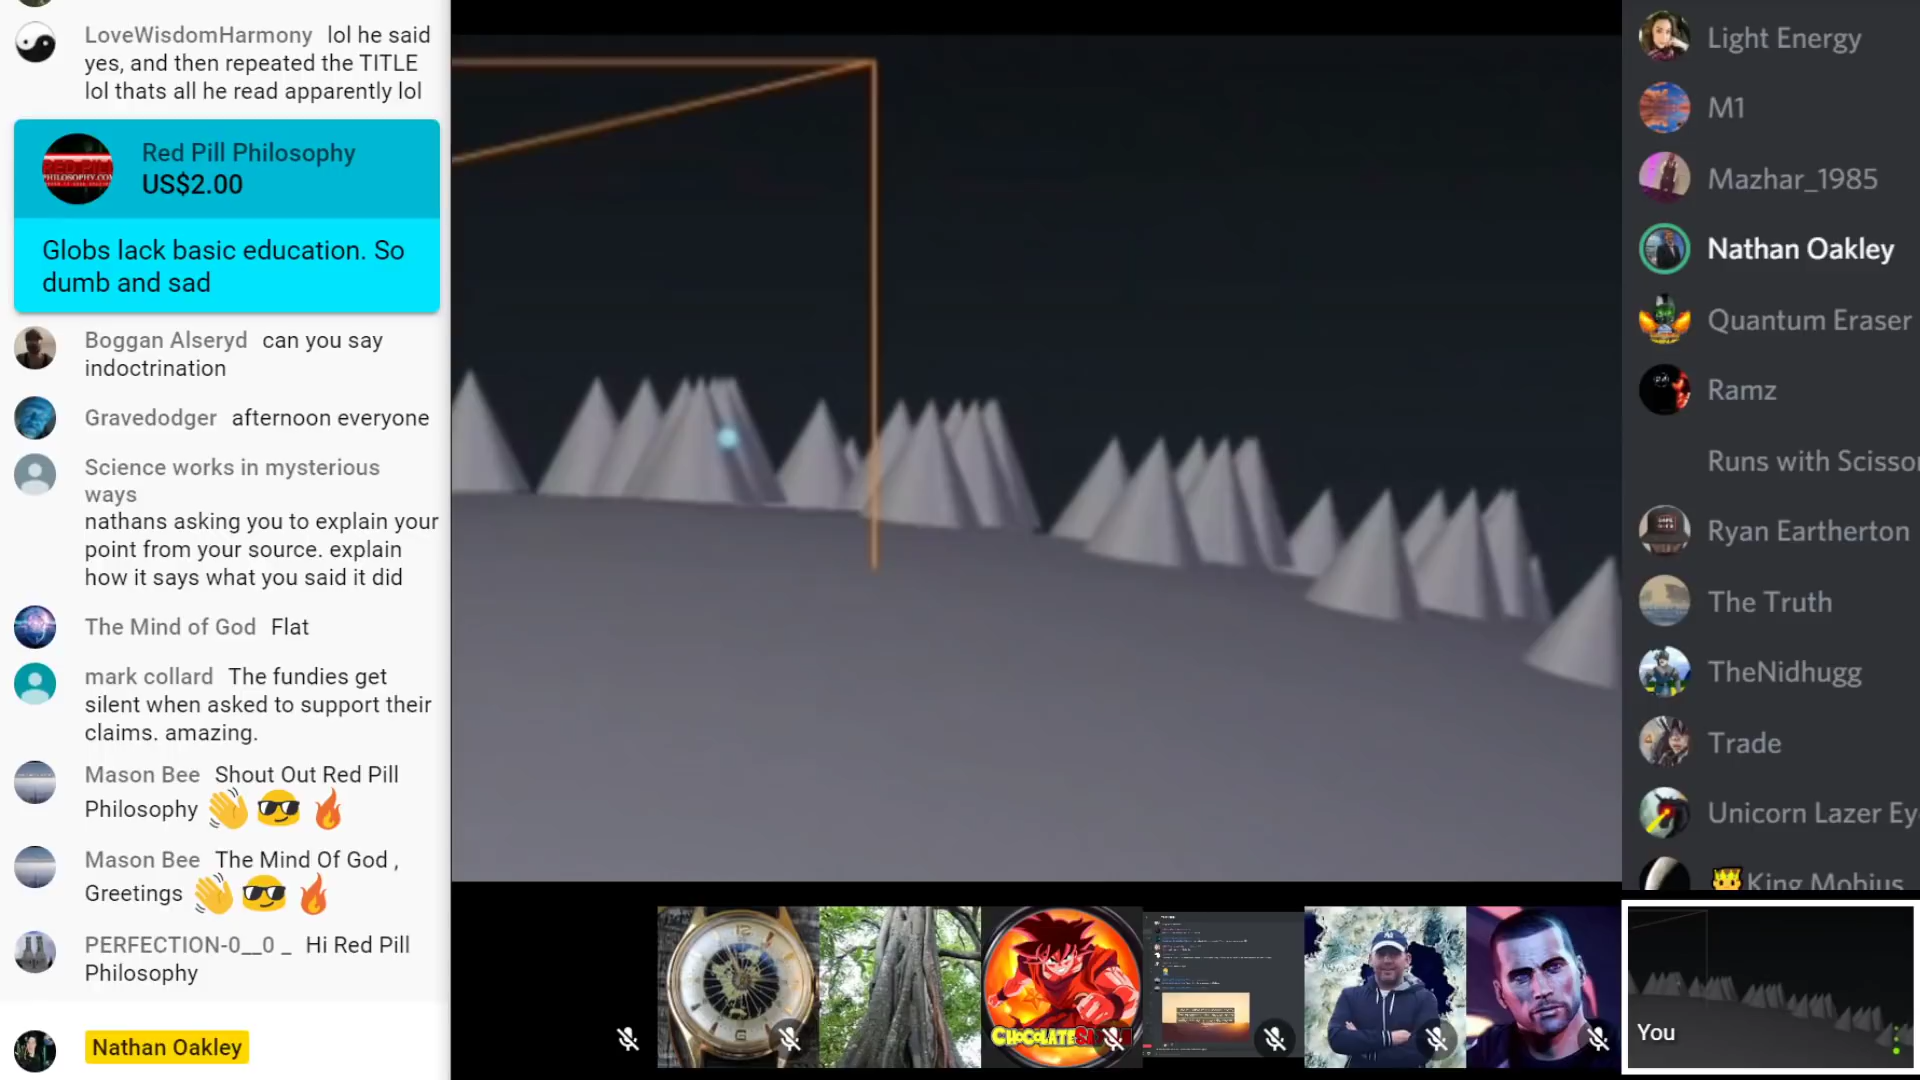 LoveWisdomHarmony lol he said
yes, and then repeated the TITLE
lol thats all he read apparently lol
RED PILL
PHILOSOPHY.COM
Red Pill Philosophy
US$2.00
Globs lack basic education. So
dumb and sad
Boggan Alseryd can you say
indoctrination
Gravedodger afternoon everyone
Science works in mysterious
ways
nathans asking you to explain your
point from your source. explain
how it says what you said it did
The Mind of God Flat
mark collard The fundies get
silent when asked to support their
claims. amazing.
Mason Bee Shout Out Red Pill
Philosophy 👋 😎 🔥
Mason Bee The Mind Of God ,
Greetings 👋 😎 🔥
PERFECTION-0__0 _ Hi Red Pill
Philosophy
Nathan Oakley
Light Energy
M1
Mazhar_1985
Nathan Oakley
Quantum Eraser
Ramz
Runs with Scissor
Ryan Eartherton
The Truth
TheNidhugg
Trade
Unicorn Lazer Ey
King Mobius
You